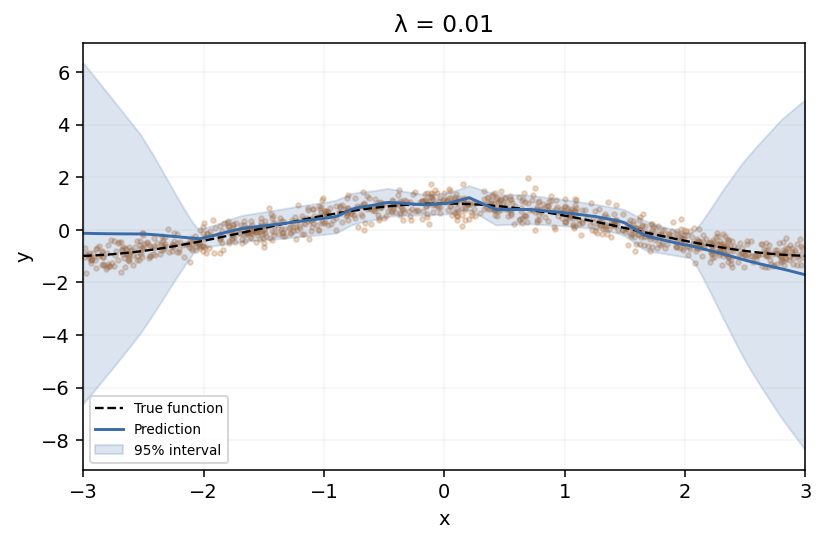 λ = 0.01
6
4
2
0
−2
−4
−6
−8
y
True function
Prediction
95% interval
−3 −2 −1 0 1 2 3
x